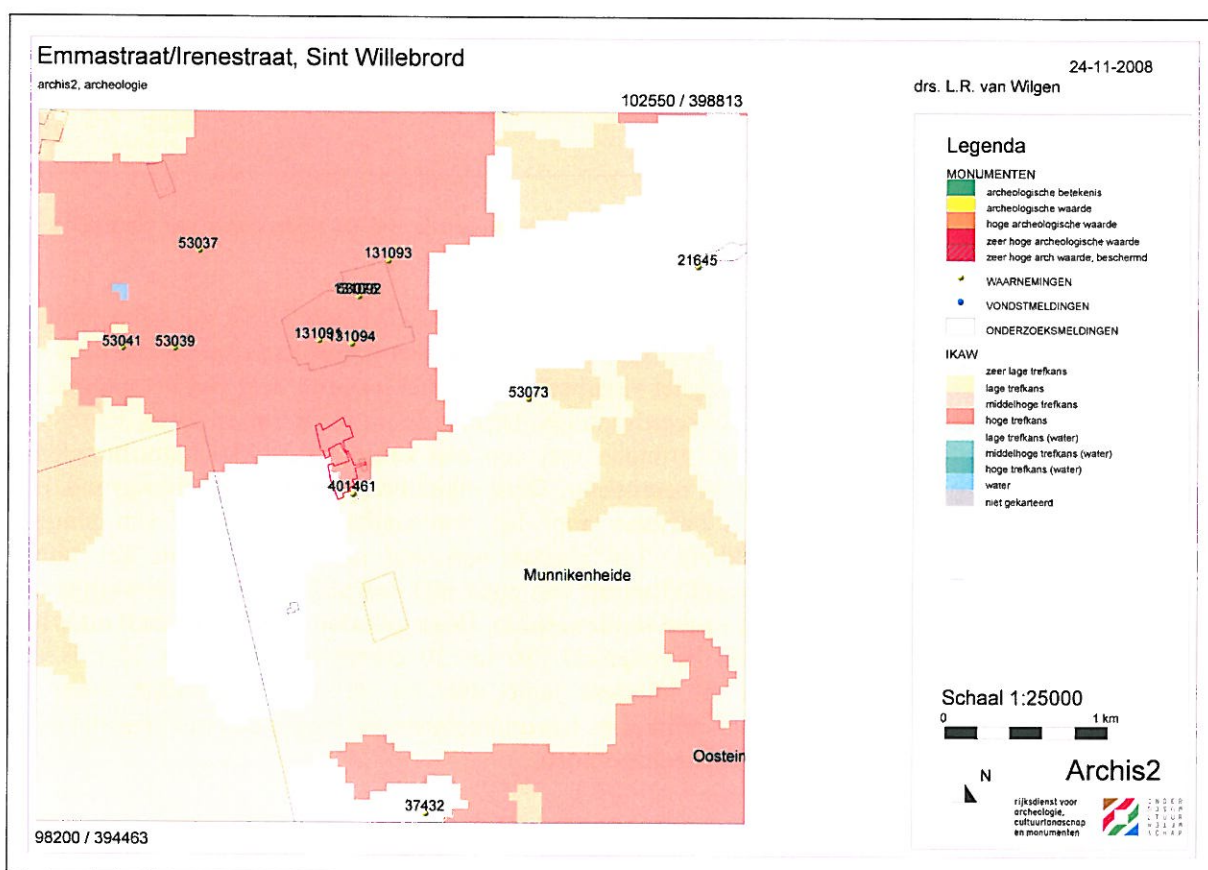 Emmastraat/Irenestraat, Sint Willebrord
archis2, archeologie
24-11-2008
drs. L.R. van Wilgen
102550 / 398813
53037
131093
21645
131091
131094
53041
53039
53073
401461
Munnikenheide
Oostein
37432
98200 / 394463
Legenda
MONUMENTEN
archeologische betekenis
archeologische waarde
hoge archeologische waarde
zeer hoge archeologische waarde
zeer hoge arch waarde, beschermd
WAARNEMINGEN
VONDSTMELDINGEN
ONDERZOEKSMELDINGEN
IKAW
zeer lage trefkans
lage trefkans
middelhoge trefkans
hoge trefkans
lage trefkans (water)
middelhoge trefkans (water)
hoge trefkans (water)
water
niet gekarteerd
Schaal 1:25000
0 1 km
N
Archis2
rijksdienst voor
archeologie,
cultuurlandschap
en monumenten